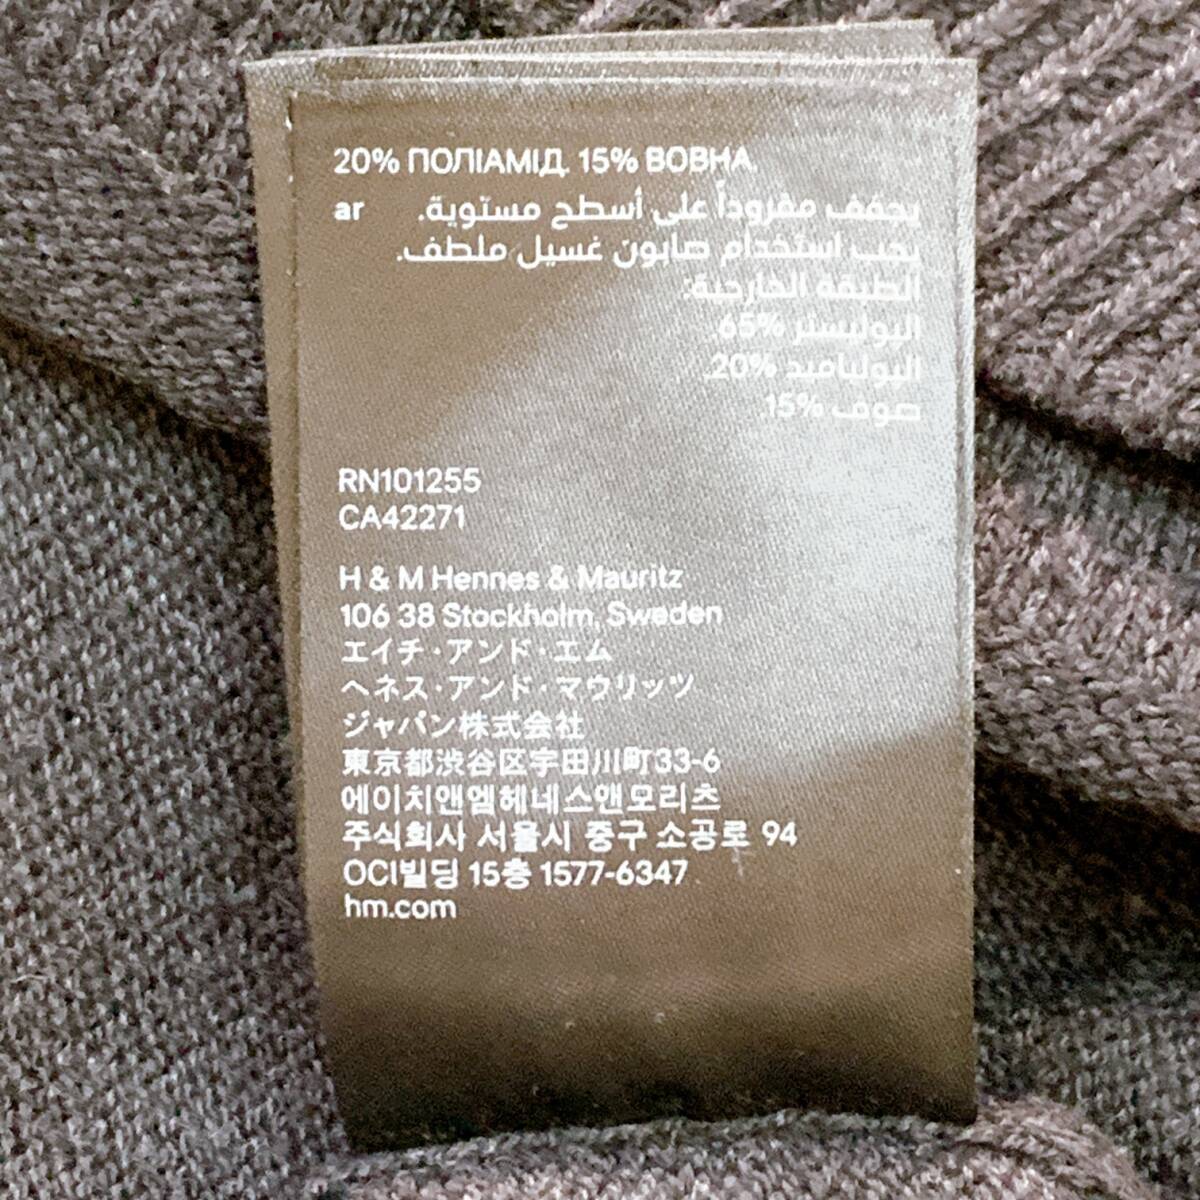 20% ПОЛІАМІД, 15% ВОВНА,
ar يجفف مفروداً على أسطح مستوية.
يجب استخدام صابون غسيل ملطف.
الطبقة الخارجية:
البوليستر 65%
البولياميد 20%
صوف 15%
RN101255
CA42271
H & M Hennes & Mauritz
106 38 Stockholm, Sweden
エイチ・アンド・エム
ヘネス・アンド・マウリッツ
ジャパン株式会社
東京都渋谷区宇田川町33-6
에이치앤엠헤네스앤모리츠
주식회사 서울시 중구 소공로 94
OCI빌딩 15층 1577-6347
hm.com